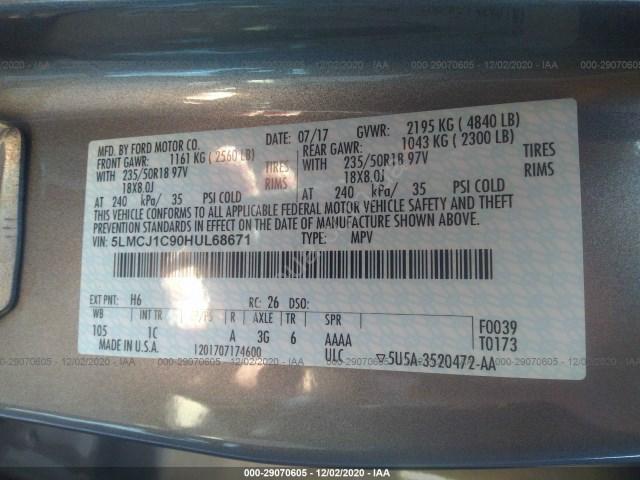 000-29070605 - 12/02/2020 - IAA
MFD. BY FORD MOTOR CO.
DATE: 07/17
GVWR: 2195 KG ( 4840 LB)
FRONT GAWR: 1161 KG ( 2560 LB)
REAR GAWR: 1043 KG ( 2300 LB)
WITH 235/50R18 97V TIRES
WITH 235/50R18 97V TIRES
18X8.0J RIMS
18X8.0J RIMS
AT 240 kPa/ 35 PSI COLD
AT 240 kPa/ 35 PSI COLD
THIS VEHICLE CONFORMS TO ALL APPLICABLE FEDERAL MOTOR VEHICLE SAFETY AND THEFT
PREVENTION STANDARDS IN EFFECT ON THE DATE OF MANUFACTURE SHOWN ABOVE.
VIN: 5LMCJ1C90HUL68671
TYPE: MPV
EXT PNT: H6 RC: 26 DSO:
WB INT TR R AXLE TR SPR
105 1C A 3G 6 AAAA
F0039
T0173
MADE IN U.S.A. 1201707174600 ULC 5U5A-3520472-AA
000-29070605 - 12/02/2020 - IAA
000-29070605 - 12/02/2020 - IAA